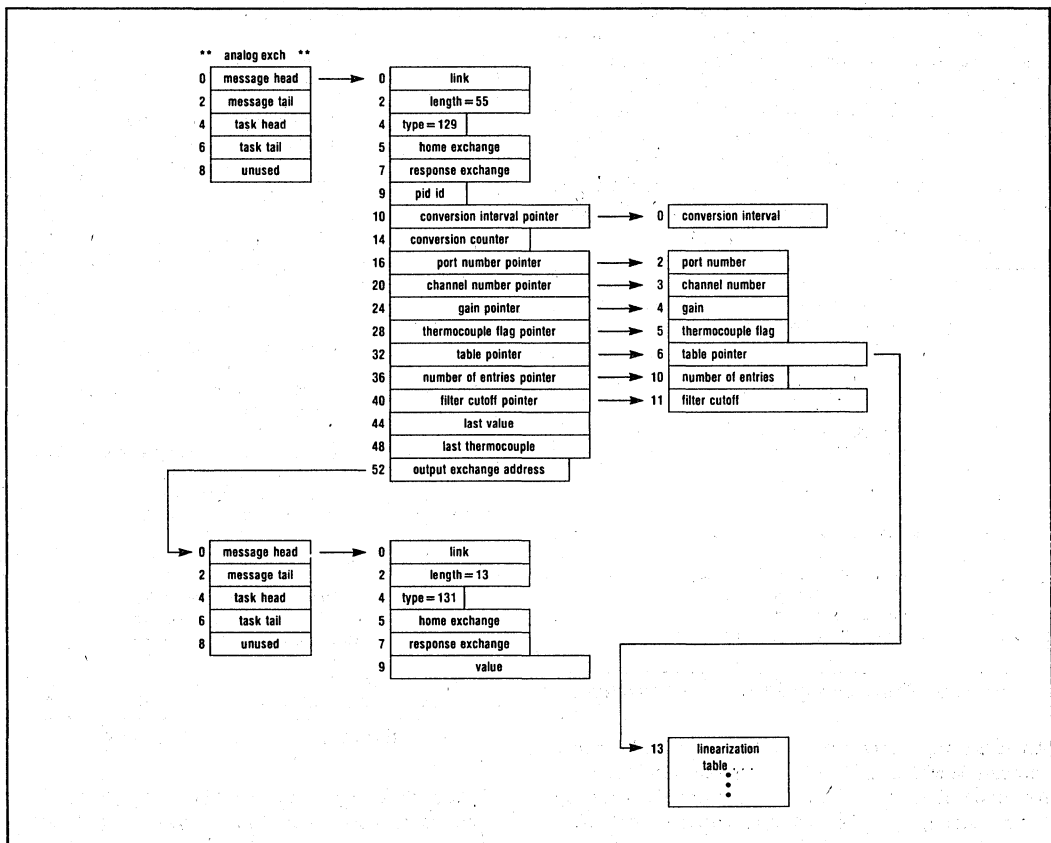 ** analog exch **
0 message head 0 link
2 message tail 2 length = 55
4 task head 4 type = 129
6 task tail 5 home exchange
8 unused 7 response exchange
9 pid id
10 conversion interval pointer 0 conversion interval
14 conversion counter
16 port number pointer 2 port number
20 channel number pointer 3 channel number
24 gain pointer 4 gain
28 thermocouple flag pointer 5 thermocouple flag
32 table pointer 6 table pointer
36 number of entries pointer 10 number of entries
40 filter cutoff pointer 11 filter cutoff
44 last value
48 last thermocouple
52 output exchange address
0 message head 0 link
2 message tail 2 length = 13
4 task head 4 type = 131
6 task tail 5 home exchange
8 unused 7 response exchange
9 value
13 linearization
table . . .